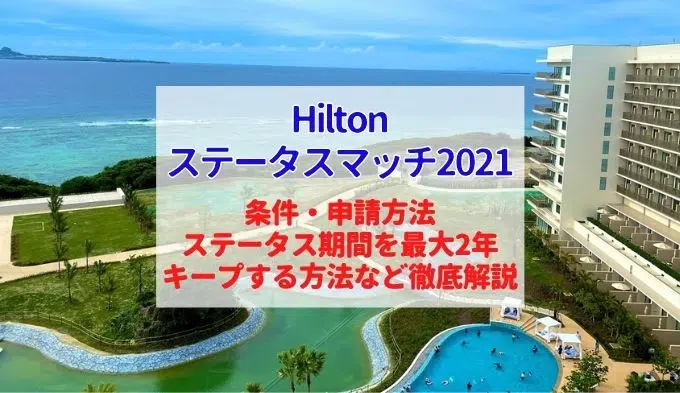 Hilton
ステータスマッチ2021
条件・申請方法
ステータス期間を最大2年
キープする方法など徹底解説